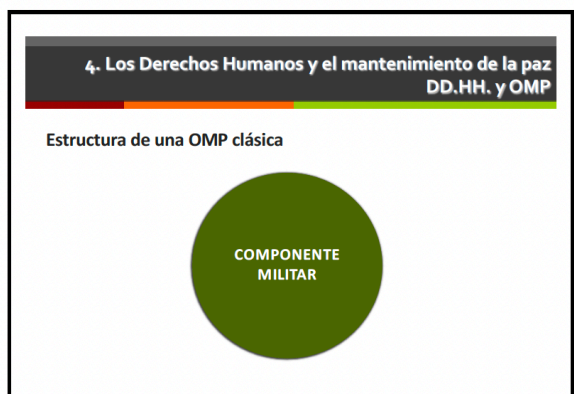 4. Los Derechos Humanos y el mantenimiento de la paz
DD.HH. y OMP
Estructura de una OMP clásica
COMPONENTE
MILITAR